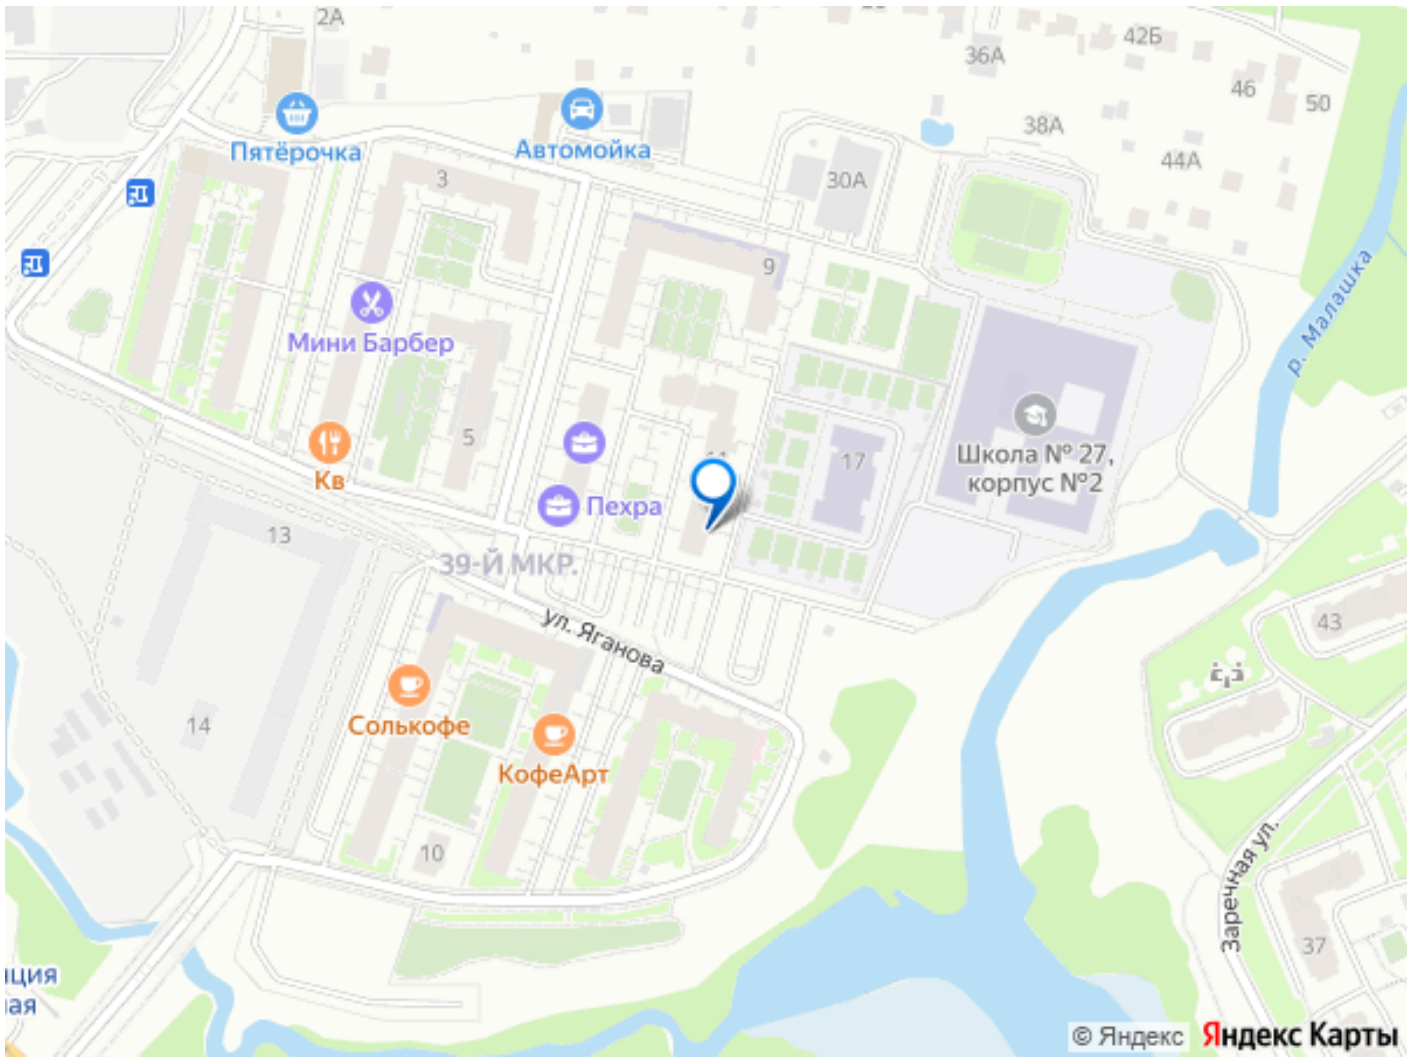 2А
42Б
36А
46
50
Пятёрочка
Автомойка
38А
44А
3
30А
9
р. Малашка
Мини Барбер
5
Кв
17
Школа № 27,
корпус №2
Пехра
13
39-Й МКР.
ул. Яганова
43
14
Солькофе
КофеАрт
10
Заречная ул.
37
© Яндекс
Яндекс Карты